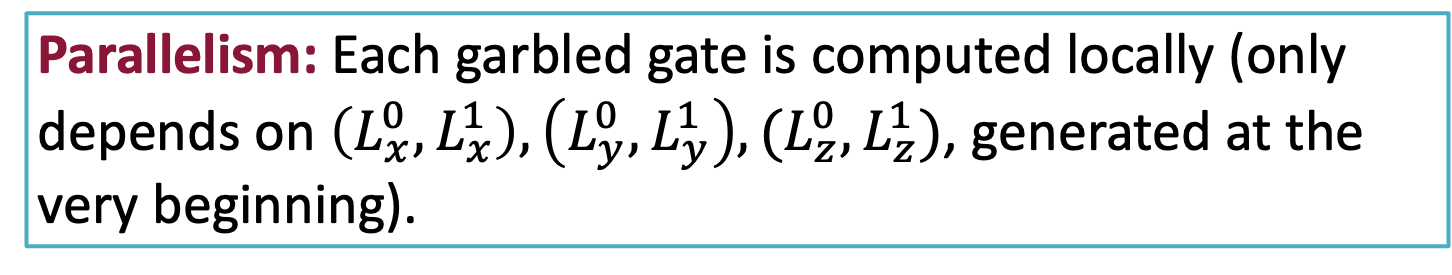 Parallelism: Each garbled gate is computed locally (only
depends on (L_x^0, L_x^1), (L_y^0, L_y^1), (L_z^0, L_z^1), generated at the
very beginning).